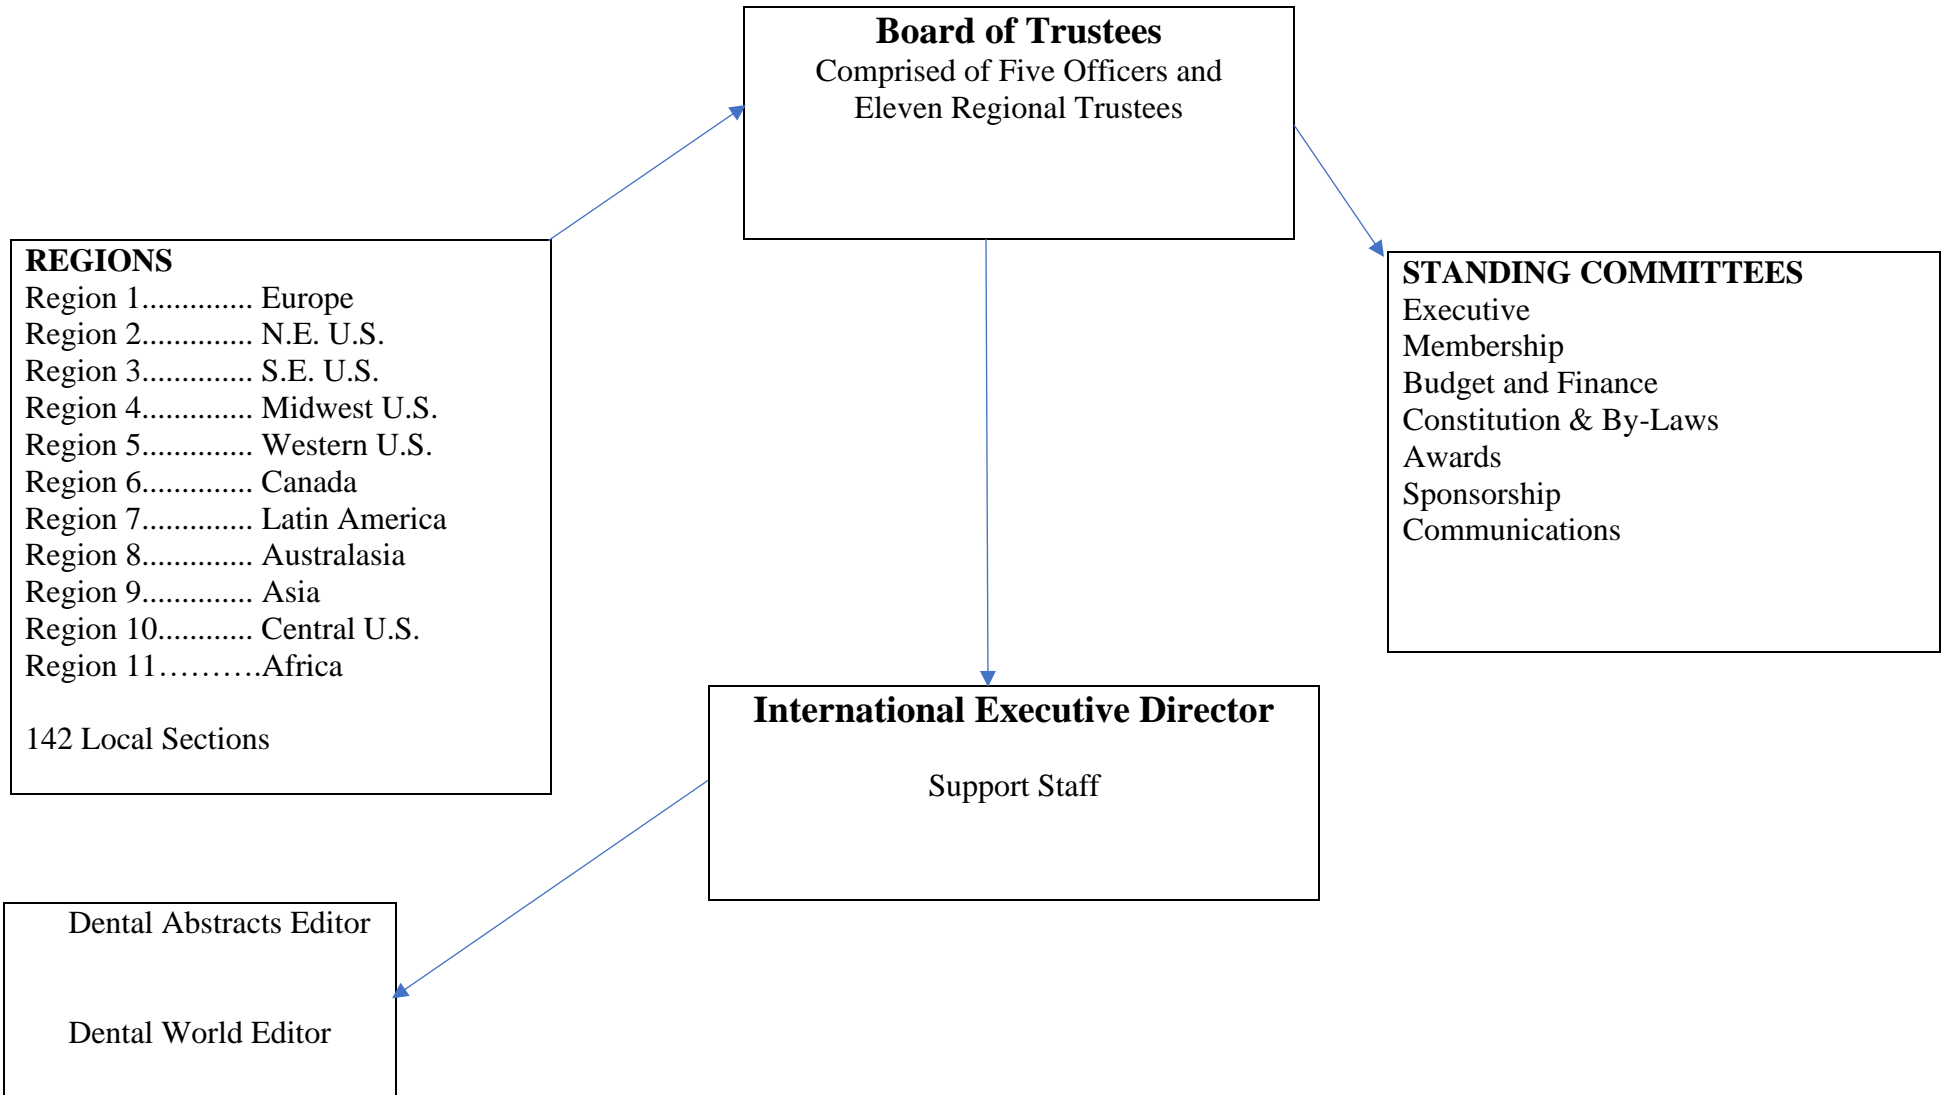 Board of Trustees
Comprised of Five Officers and
Eleven Regional Trustees
REGIONS
Region 1.............. Europe
Region 2.............. N.E. U.S.
Region 3.............. S.E. U.S.
Region 4.............. Midwest U.S.
Region 5.............. Western U.S.
Region 6.............. Canada
Region 7.............. Latin America
Region 8.............. Australasia
Region 9.............. Asia
Region 10............ Central U.S.
Region 11……….Africa
142 Local Sections
STANDING COMMITTEES
Executive
Membership
Budget and Finance
Constitution & By-Laws
Awards
Sponsorship
Communications
International Executive Director
Support Staff
Dental Abstracts Editor
Dental World Editor